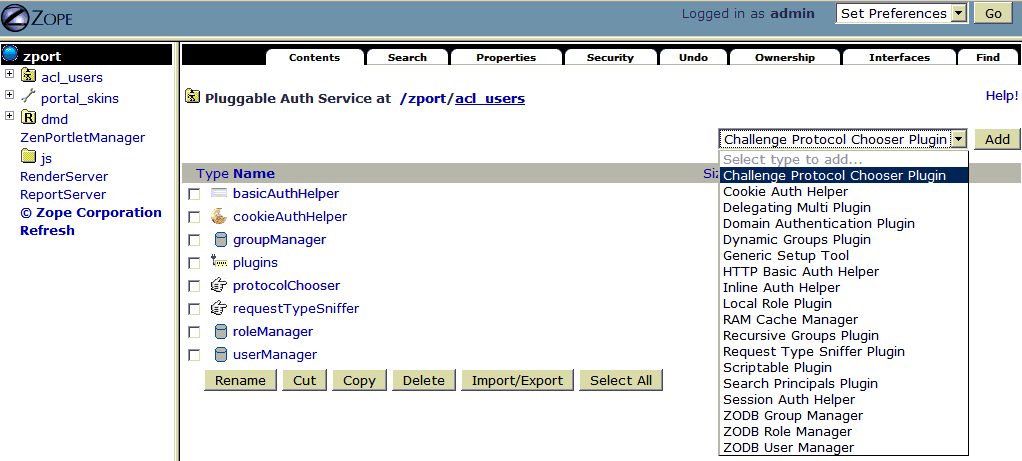 ZOPE
Logged in as admin
Set Preferences
Go
zport
acl_users
portal_skins
dmd
ZenPortletManager
js
RenderServer
ReportServer
© Zope Corporation
Refresh
Contents Search Properties Security Undo Ownership Interfaces Find
Pluggable Auth Service at /zport/acl_users
Help!
Challenge Protocol Chooser Plugin
Add
Type Name
basicAuthHelper
cookieAuthHelper
groupManager
plugins
protocolChooser
requestTypeSniffer
roleManager
userManager
Rename Cut Copy Delete Import/Export Select All
Select type to add...
Challenge Protocol Chooser Plugin
Cookie Auth Helper
Delegating Multi Plugin
Domain Authentication Plugin
Dynamic Groups Plugin
Generic Setup Tool
HTTP Basic Auth Helper
Inline Auth Helper
Local Role Plugin
RAM Cache Manager
Recursive Groups Plugin
Request Type Sniffer Plugin
Scriptable Plugin
Search Principals Plugin
Session Auth Helper
ZODB Group Manager
ZODB Role Manager
ZODB User Manager